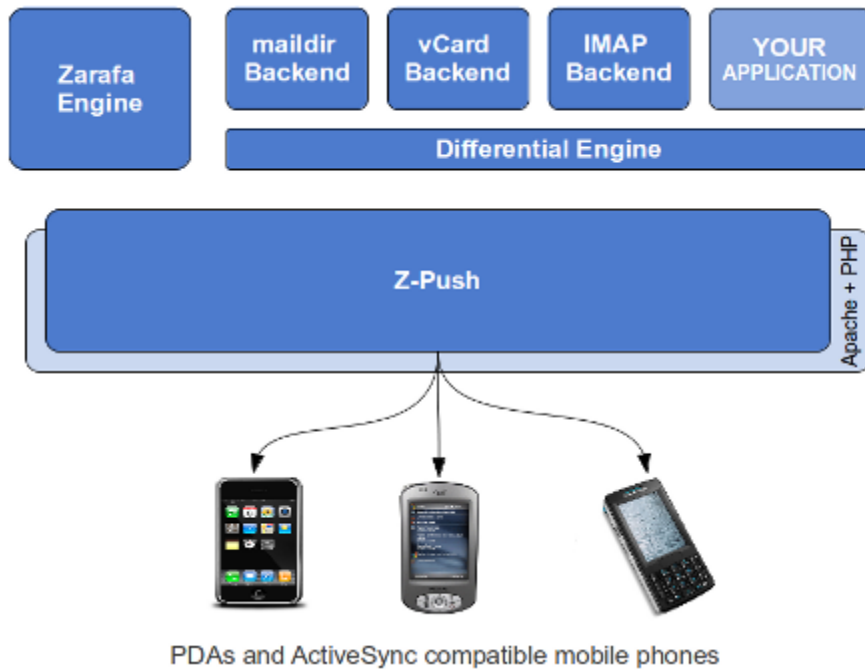 Zarafa
Engine
maildir
Backend
vCard
Backend
IMAP
Backend
YOUR
APPLICATION
Differential Engine
Z-Push
Apache + PHP
PDAs and ActiveSync compatible mobile phones